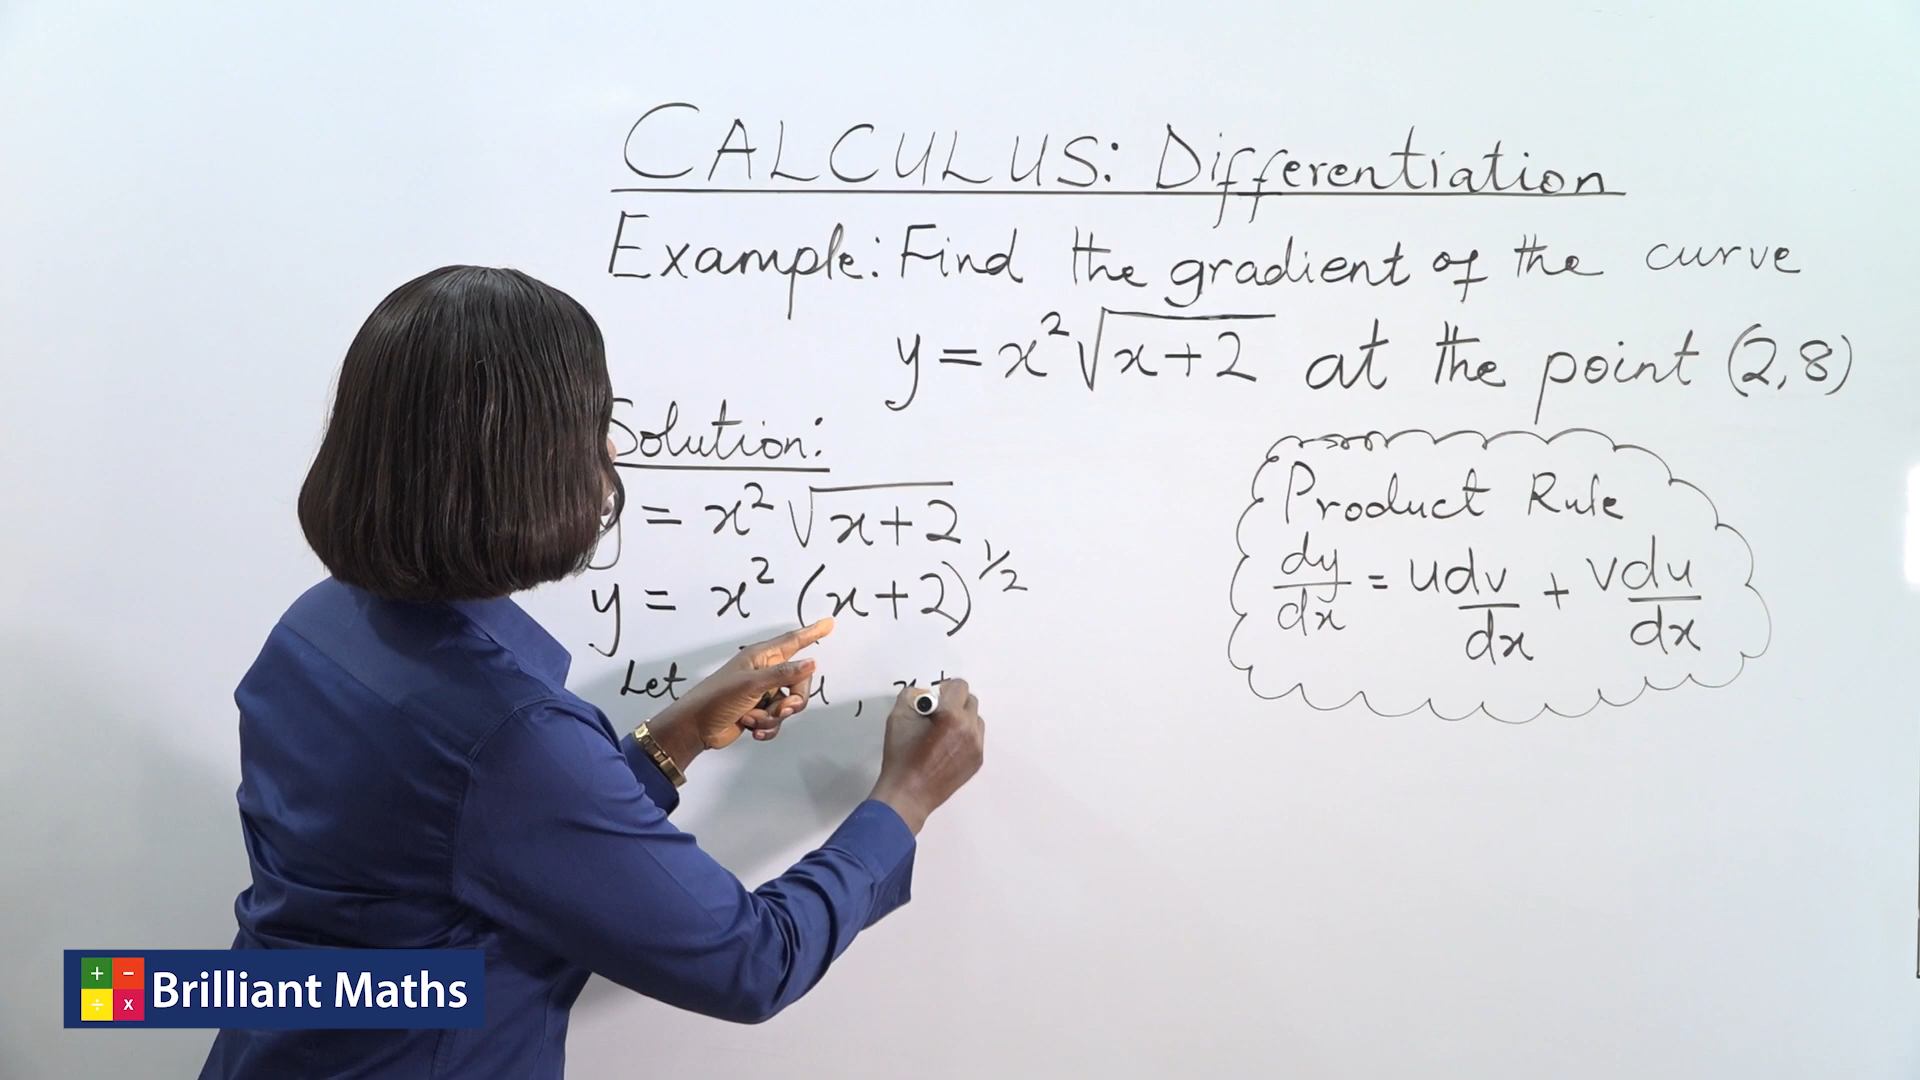 CALCULUS: Differentiation
Example: Find the gradient of the curve
y = x²√(x+2) at the point (2,8)
Solution:
y = x²√(x+2)
y = x² (x+2)^1/2
Let u , x+
Product Rule
dy/dx = u dv/dx + v du/dx
+ − ÷ x
Brilliant Maths